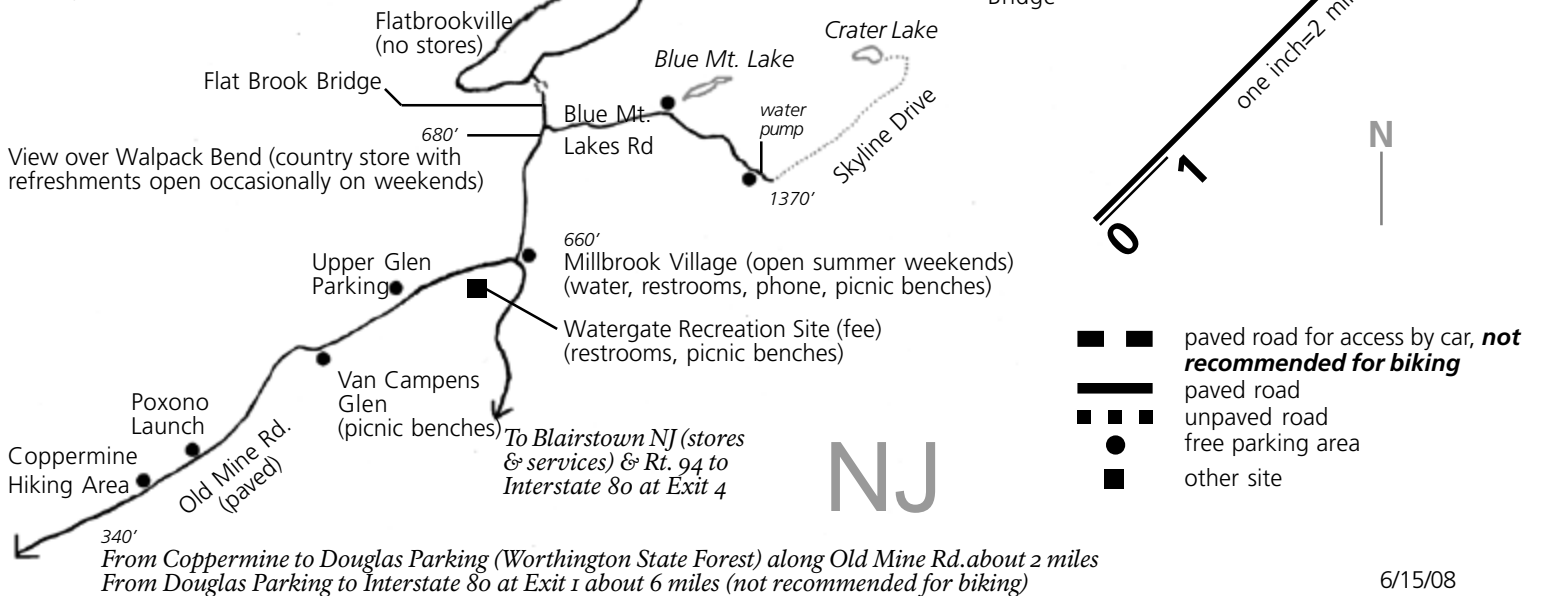 Bridge
Flatbrookville
(no stores)
Crater Lake
Blue Mt. Lake
Flat Brook Bridge
one inch=2 mil
water
pump
Blue Mt.
Lakes Rd
680’
Skyline Drive
N
View over Walpack Bend (country store with
refreshments open occasionally on weekends)
1370’
1
0
660’
Upper Glen
Parking
Millbrook Village (open summer weekends)
(water, restrooms, phone, picnic benches)
Watergate Recreation Site (fee)
(restrooms, picnic benches)
paved road for access by car, not
recommended for biking
paved road
unpaved road
free parking area
other site
Van Campens
Glen
(picnic benches)
Poxono
Launch
Coppermine
Hiking Area
Old Mine Rd.
(paved)
To Blairstown NJ (stores
& services) & Rt. 94 to
Interstate 80 at Exit 4
NJ
340’
From Coppermine to Douglas Parking (Worthington State Forest) along Old Mine Rd.about 2 miles
From Douglas Parking to Interstate 80 at Exit 1 about 6 miles (not recommended for biking)
6/15/08